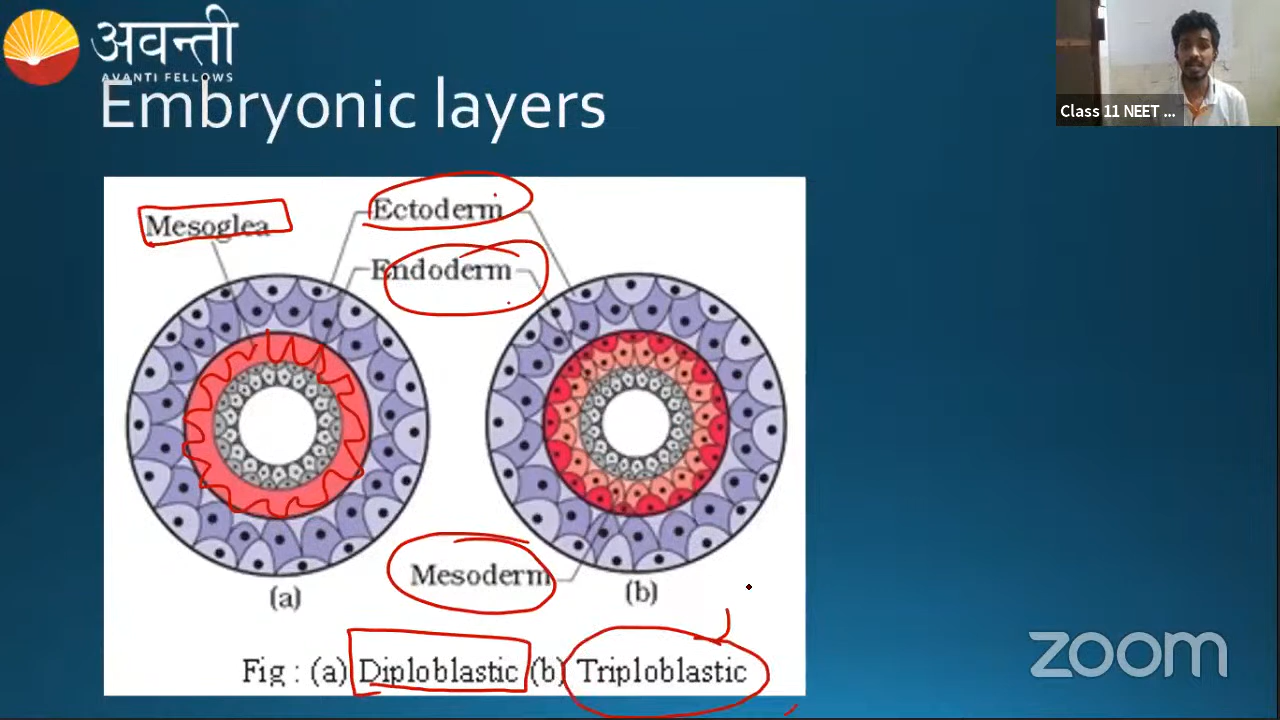 अवन्ती
AVANTI FELLOWS
Embryonic layers
Class 11 NEET ...
Mesoglea
Ectoderm
Endoderm
Mesoderm
(a)
(b)
Fig : (a) Diploblastic (b) Triploblastic
zoom